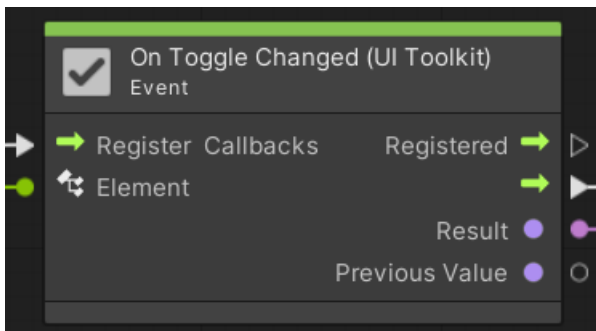 On Toggle Changed (UI Toolkit)
Event
Register Callbacks Registered
Element
Result
Previous Value